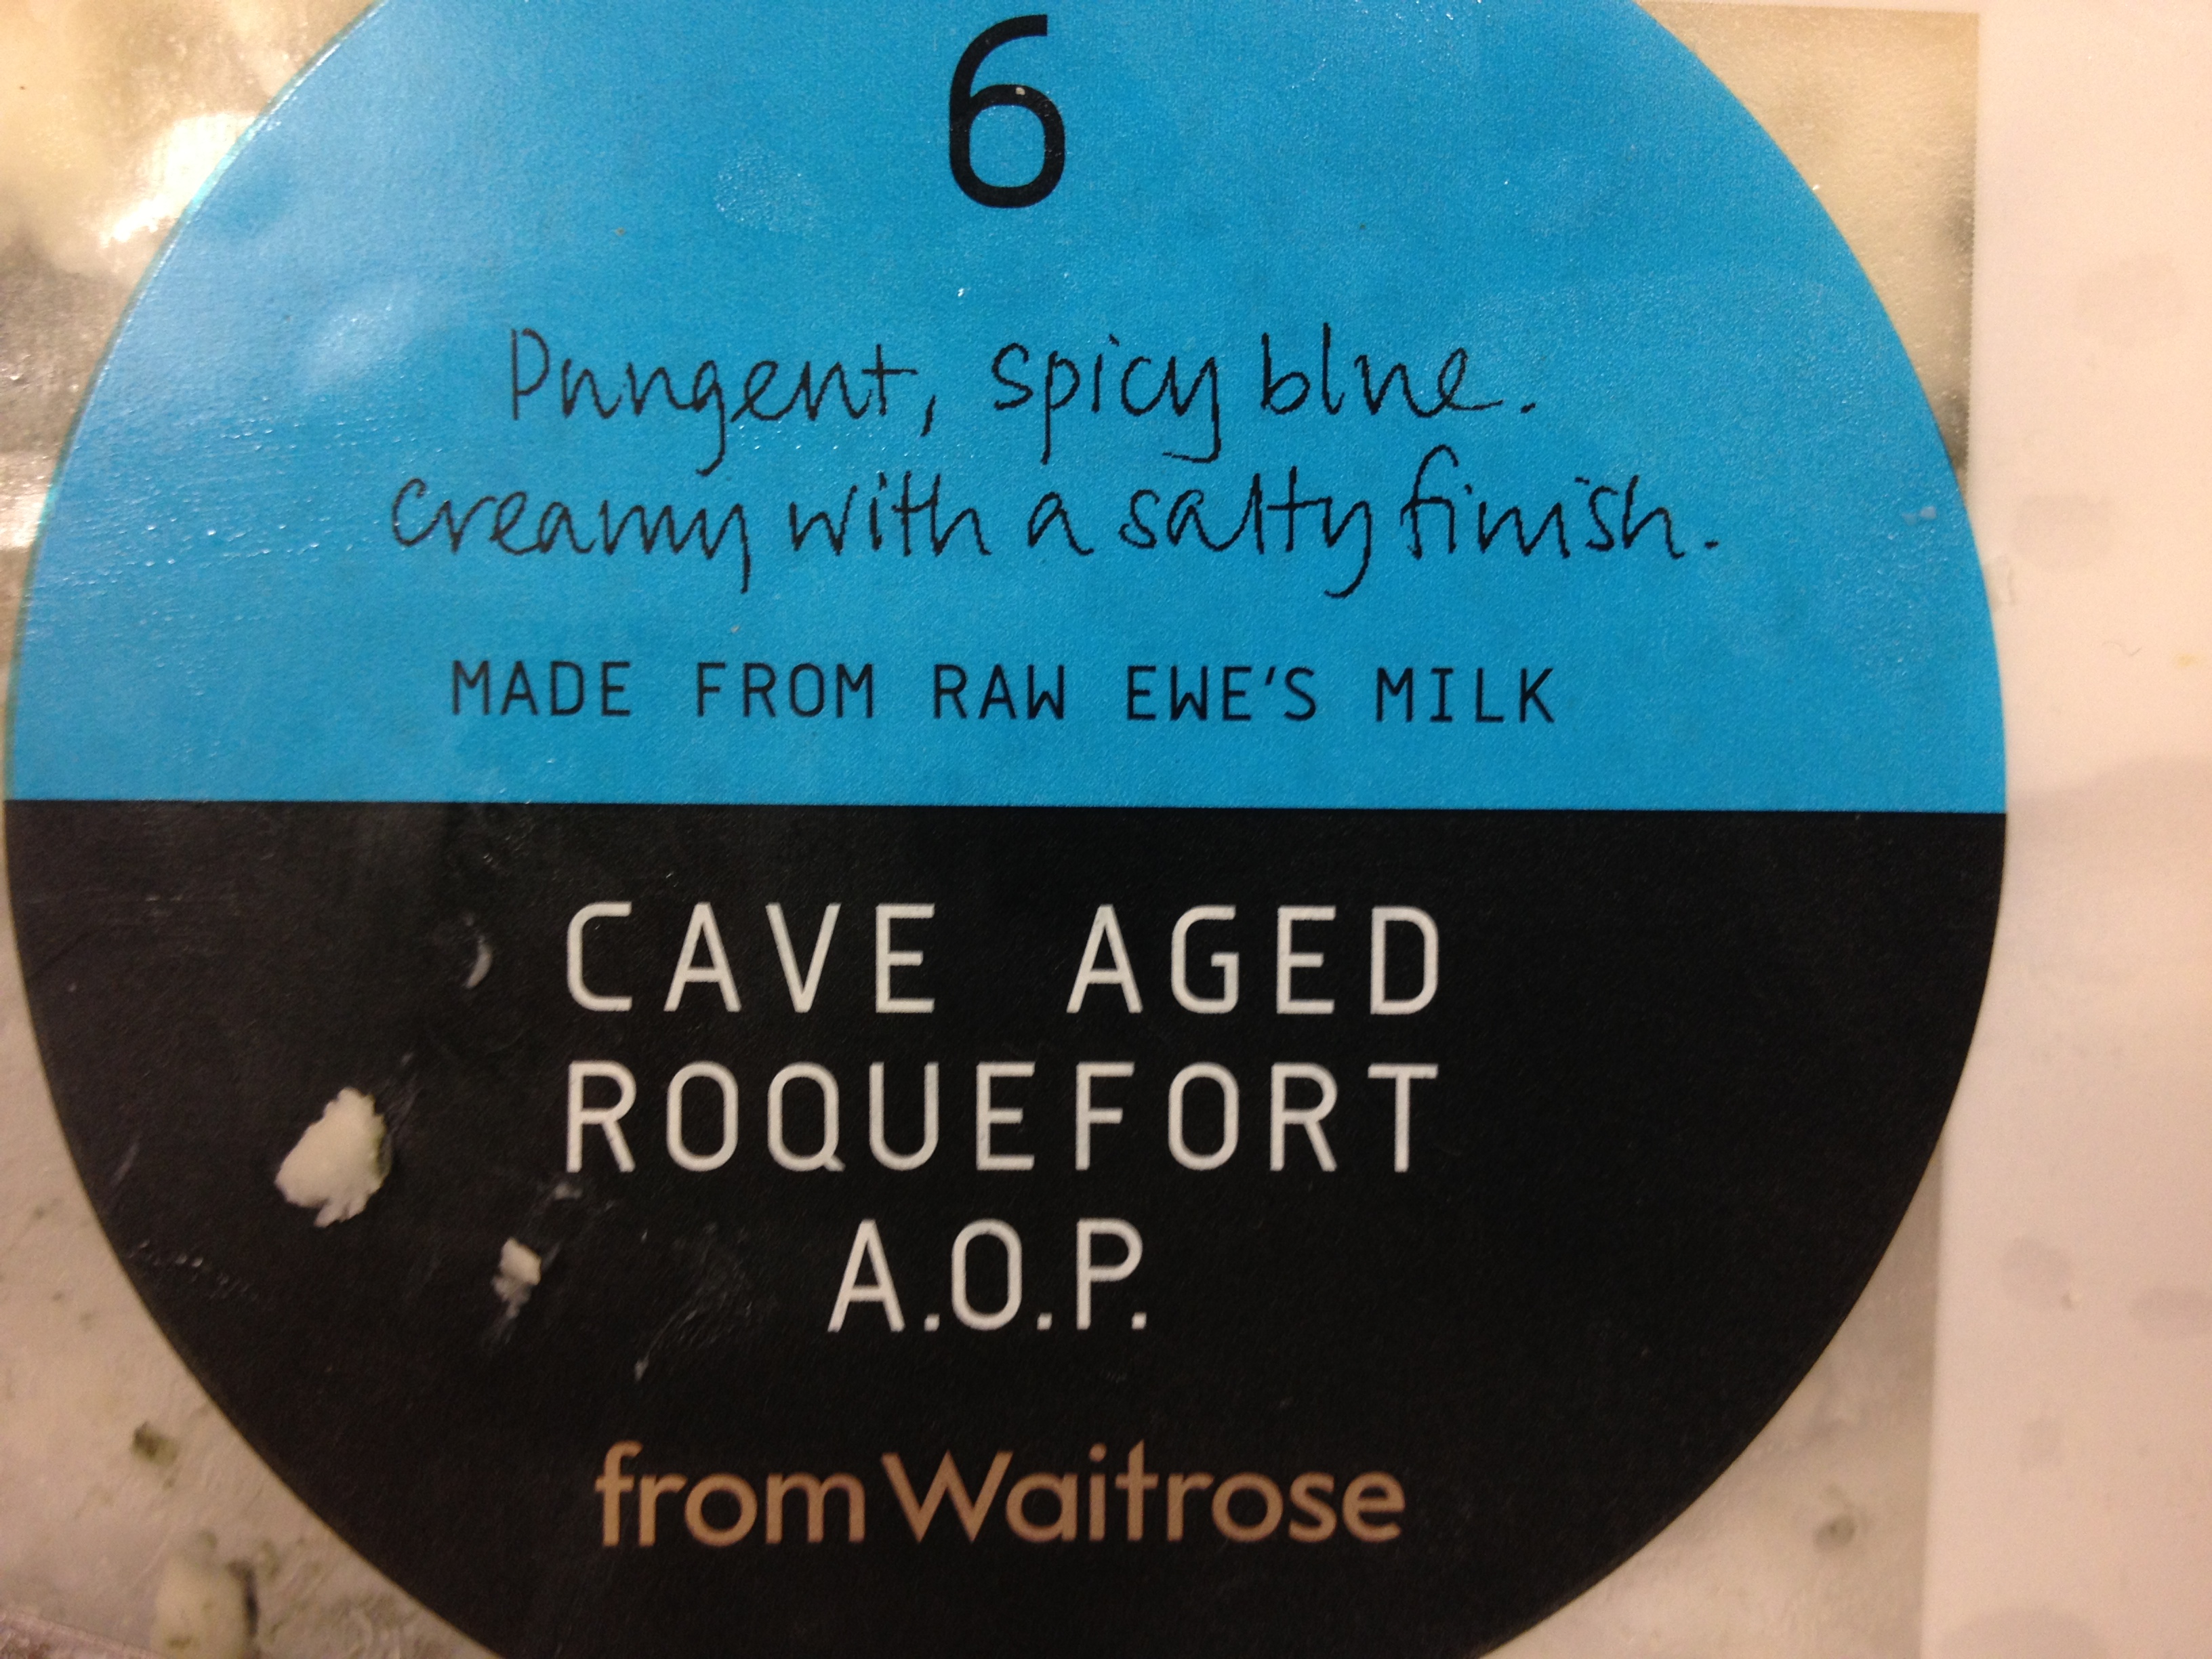 6
Pungent, spicy blue.
creamy with a salty finish.
MADE FROM RAW EWE'S MILK
CAVE AGED
ROQUEFORT
A.O.P.
from Waitrose